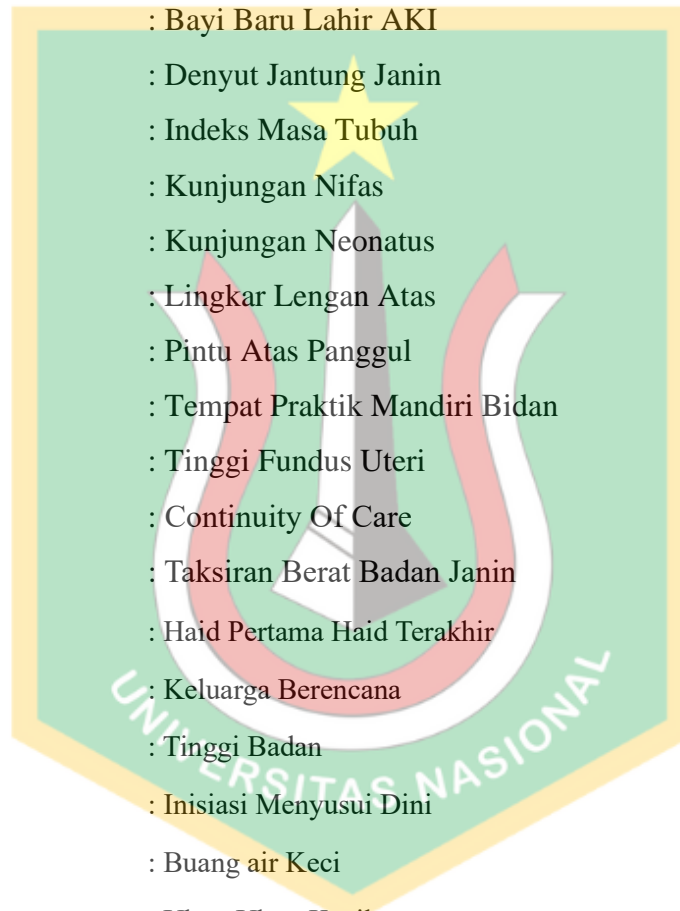 : Bayi Baru Lahir AKI
: Denyut Jantung Janin
: Indeks Masa Tubuh
: Kunjungan Nifas
: Kunjungan Neonatus
: Lingkar Lengan Atas
: Pintu Atas Panggul
: Tempat Praktik Mandiri Bidan
: Tinggi Fundus Uteri
: Continuity Of Care
: Taksiran Berat Badan Janin
: Haid Pertama Haid Terakhir
: Keluarga Berencana
: Tinggi Badan
: Inisiasi Menyusui Dini
: Buang air Keci
UNIVERSITAS NASIONAL